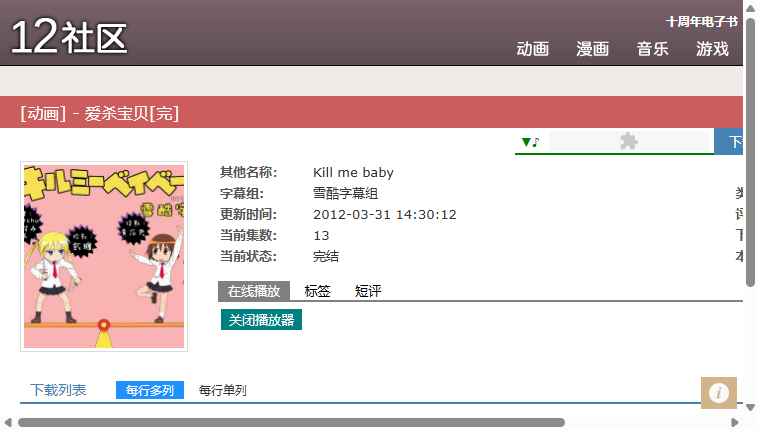 12社区
十周年电子书
动画 漫画 音乐 游戏
[动画] - 爱杀宝贝[完]
▼♪
其他名称: Kill me baby
字幕组: 雪酷字幕组
更新时间: 2012-03-31 14:30:12
当前集数: 13
当前状态: 完结
キルミーベイベー
在线播放 标签 短评
关闭播放器
下载列表 每行多列 每行单列